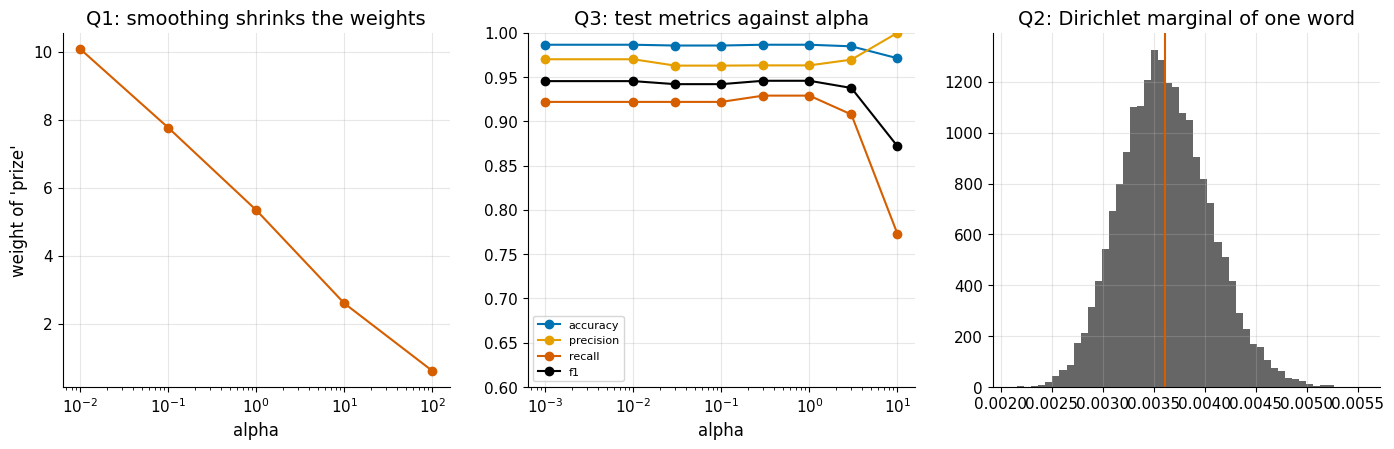 Q1: smoothing shrinks the weights
weight of 'prize'
10
8
6
4
2
10⁻² 10⁻¹ 10⁰ 10¹ 10²
alpha
Q3: test metrics against alpha
1.00
0.95
0.90
0.85
0.80
0.75
0.70
0.65
0.60
accuracy
precision
recall
f1
10⁻³ 10⁻² 10⁻¹ 10⁰ 10¹
alpha
Q2: Dirichlet marginal of one word
1200
1000
800
600
400
200
0
0.0020 0.0025 0.0030 0.0035 0.0040 0.0045 0.0050 0.0055